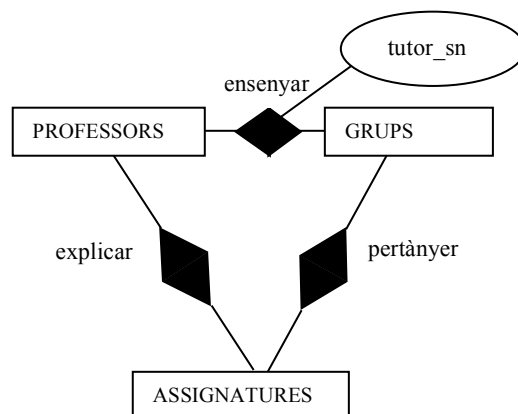 tutor_sn
ensenyar
PROFESSORS
GRUPS
explicar
pertànyer
ASSIGNATURES